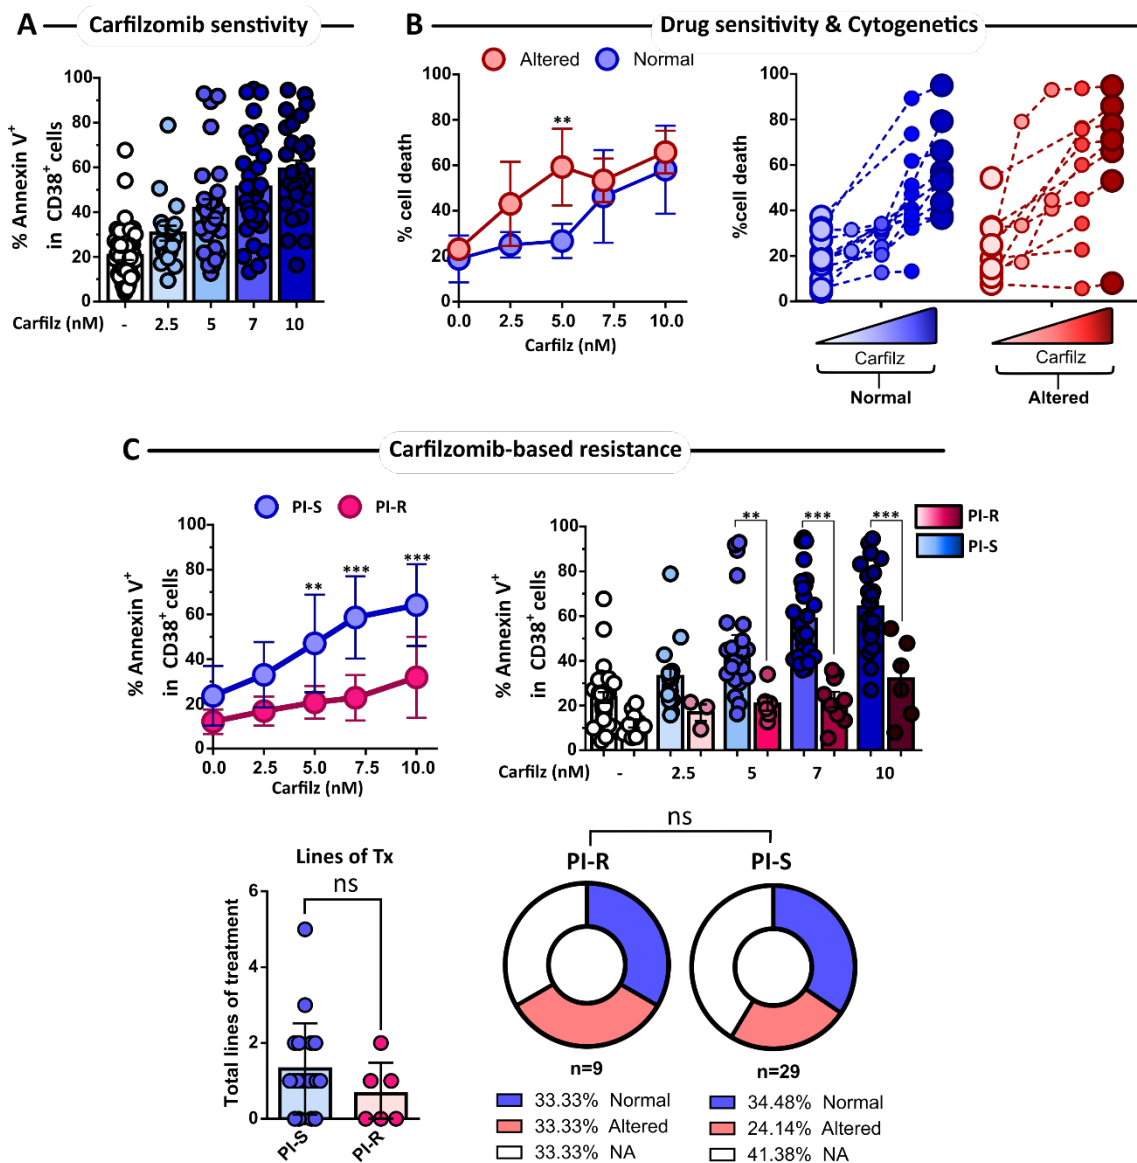 A Carfilzomib senstivity
% Annexin V+
in CD38+ cells
100
80
60
40
20
0
Carfilz (nM) - 2.5 5 7 10
B Drug sensitivity & Cytogenetics
Altered Normal
% cell death
100
80
60
40
20
0
**
0.0 2.5 5.0 7.5 10.0
Carfilz (nM)
%cell death
100
80
60
40
20
0
Carfilz Carfilz
Normal Altered
C Carfilzomib-based resistance
PI-S PI-R
% Annexin V+
in CD38+ cells
100
80
60
40
20
0
** *** ***
0.0 2.5 5.0 7.5 10.0
Carfilz (nM)
% Annexin V+
in CD38+ cells
100
80
60
40
20
0
** *** ***
PI-R
PI-S
Carfilz (nM) - 2.5 5 7 10
Lines of Tx
ns
Total lines of treatment
6
4
2
0
PI-S PI-R
ns
PI-R PI-S
n=9 n=29
33.33% Normal 34.48% Normal
33.33% Altered 24.14% Altered
33.33% NA 41.38% NA